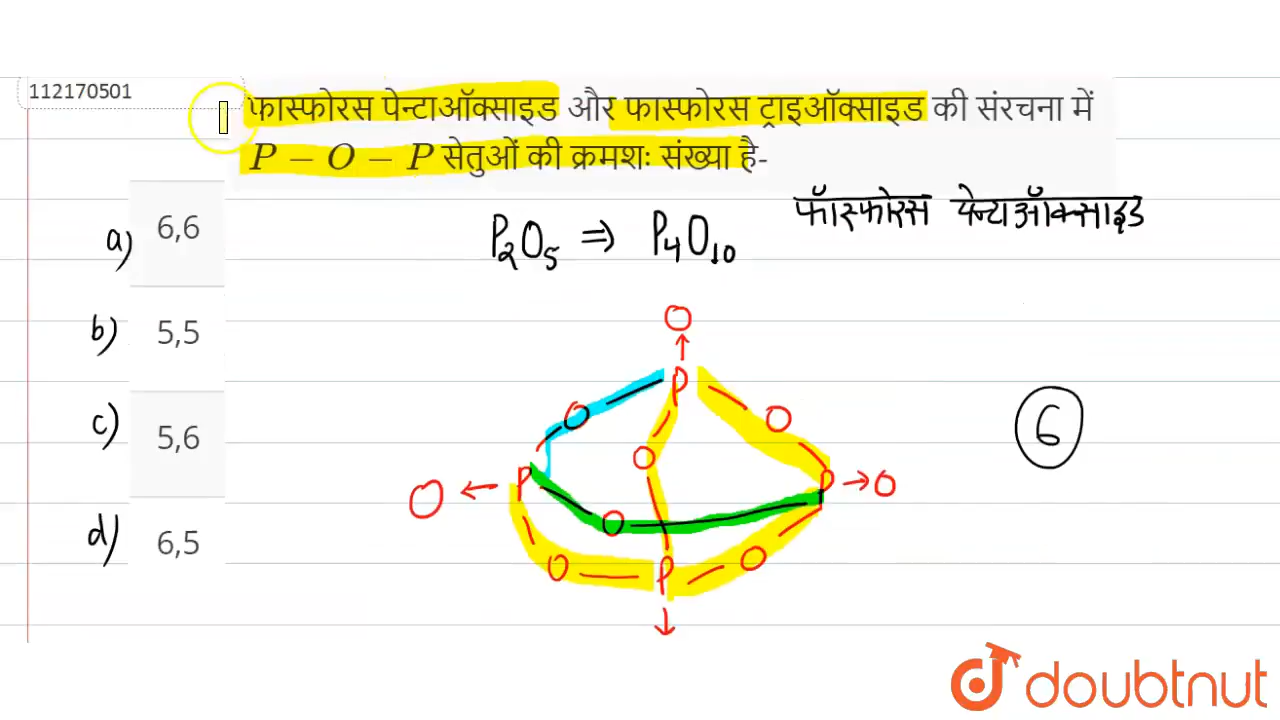 112170501
फास्फोरस पेन्टाऑक्साइड और फास्फोरस ट्राइऑक्साइड की संरचना में
P – O – P सेतुओं की क्रमशः संख्या है-
फॉस्फोरस पेन्टाऑक्साइड
a) 6,6
P2O5 ⇒ P4O10
b) 5,5
c) 5,6
d) 6,5
O
↑
P
O O
O
O ← P P → O
O
O P O
↓
6
doubtnut